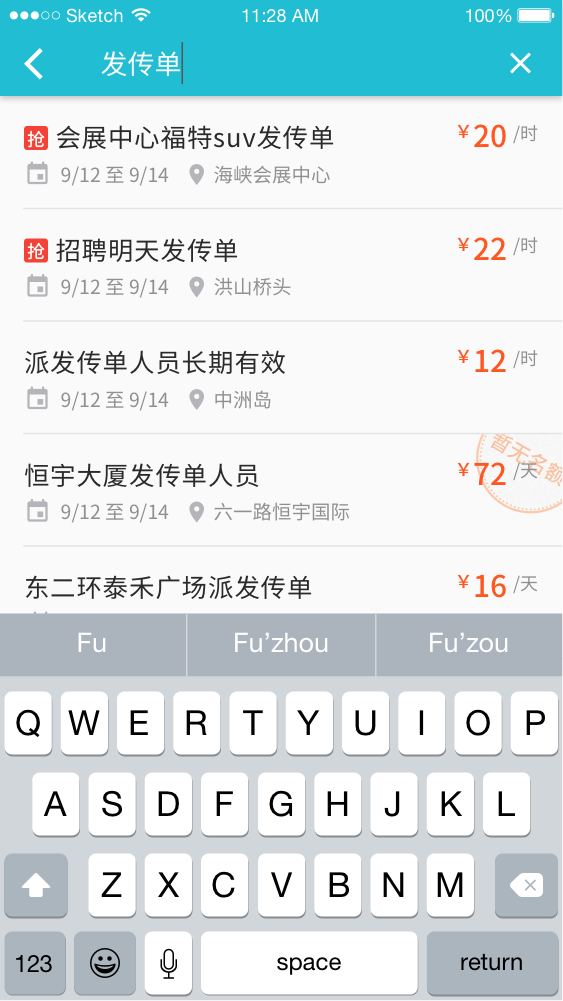 Sketch 11:28 AM 100%
发传单
抢 会展中心福特suv发传单 ¥20 /时
9/12 至 9/14 海峡会展中心
抢 招聘明天发传单 ¥22 /时
9/12 至 9/14 洪山桥头
派发传单人员长期有效 ¥12 /时
9/12 至 9/14 中洲岛
暂无名额
恒宇大厦发传单人员 ¥72 /天
9/12 至 9/14 六一路恒宇国际
东二环泰禾广场派发传单 ¥16 /天
Fu Fu’zhou Fu’zou
Q W E R T Y U I O P
A S D F G H J K L
Z X C V B N M
123 space return